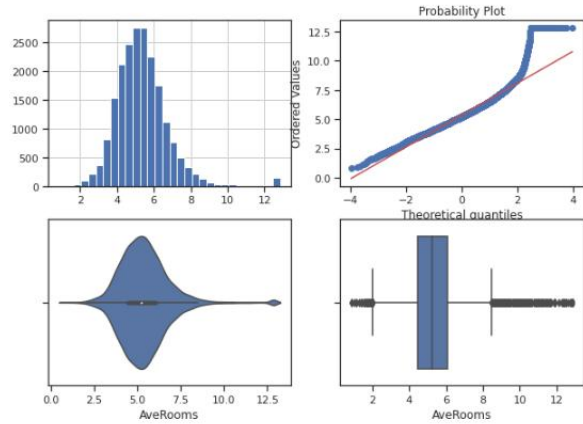 Probability Plot
2500
2000
1500
1000
500
0
2 4 6 8 10 12
Ordered Values
12.5
10.0
7.5
5.0
2.5
0.0
−4 −2 0 2 4
Theoretical quantiles
0.0 2.5 5.0 7.5 10.0 12.5
AveRooms
2 4 6 8 10 12
AveRooms